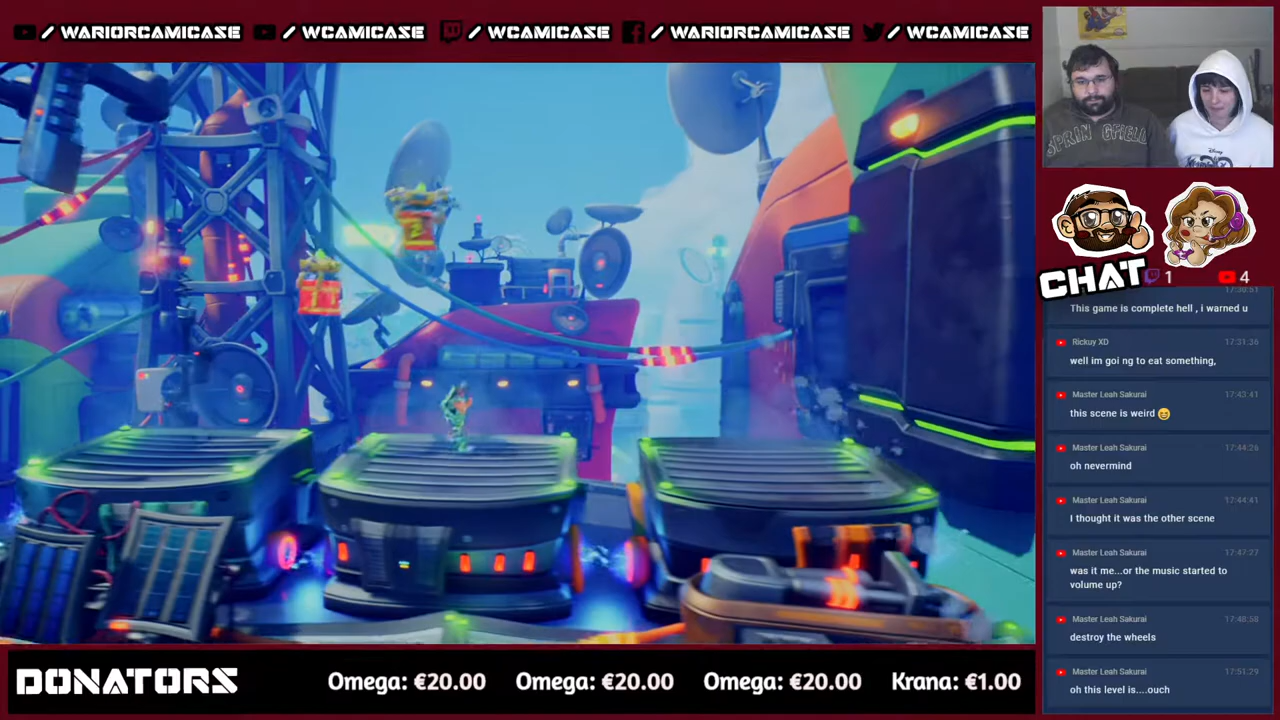 / WARIORCAMICASE / WCAMICASE / WCAMICASE / WARIORCAMICASE / WCAMICASE
SPRINGFIELD
Disney
CHAT 1 4
17:30:51
This game is complete hell , i warned u
Rickuy XD 17:31:36
well im goi ng to eat something,
Master Leah Sakurai 17:43:41
this scene is weird 😄
Master Leah Sakurai 17:44:26
oh nevermind
Master Leah Sakurai 17:44:41
I thought it was the other scene
Master Leah Sakurai 17:47:27
was it me...or the music started to
volume up?
Master Leah Sakurai 17:48:58
destroy the wheels
Master Leah Sakurai 17:51:29
oh this level is....ouch
DONATORS Omega: €20.00 Omega: €20.00 Omega: €20.00 Krana: €1.00